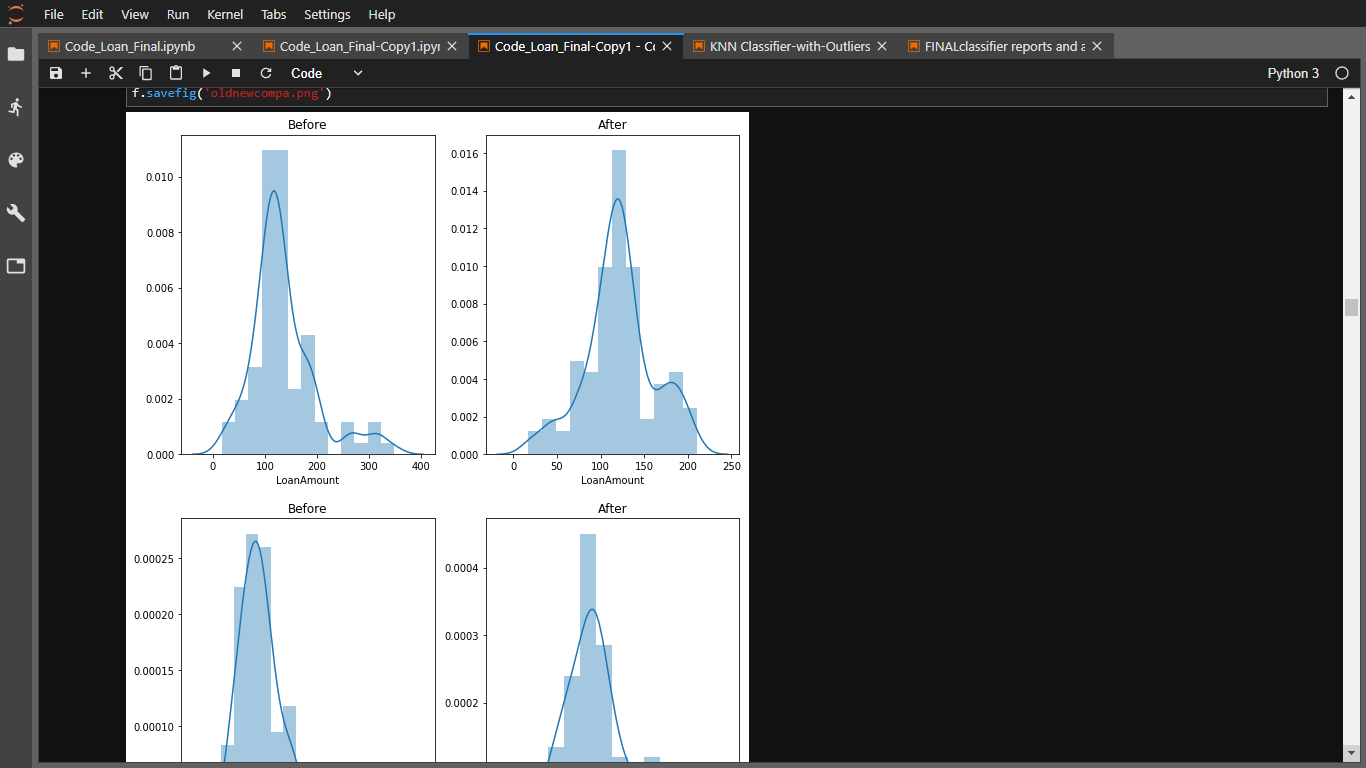 File Edit View Run Kernel Tabs Settings Help
Code_Loan_Final.ipynb Code_Loan_Final-Copy1.ipyr Code_Loan_Final-Copy1 - Co KNN Classifier-with-Outliers FINALclassifier reports and a
Code Python 3
f.savefig('oldnewcompa.png')
Before After
0.010
0.008
0.006
0.004
0.002
0.000
0 100 200 300 400
LoanAmount
0.016
0.014
0.012
0.010
0.008
0.006
0.004
0.002
0.000
0 50 100 150 200 250
LoanAmount
Before After
0.00025
0.00020
0.00015
0.00010
0.0004
0.0003
0.0002